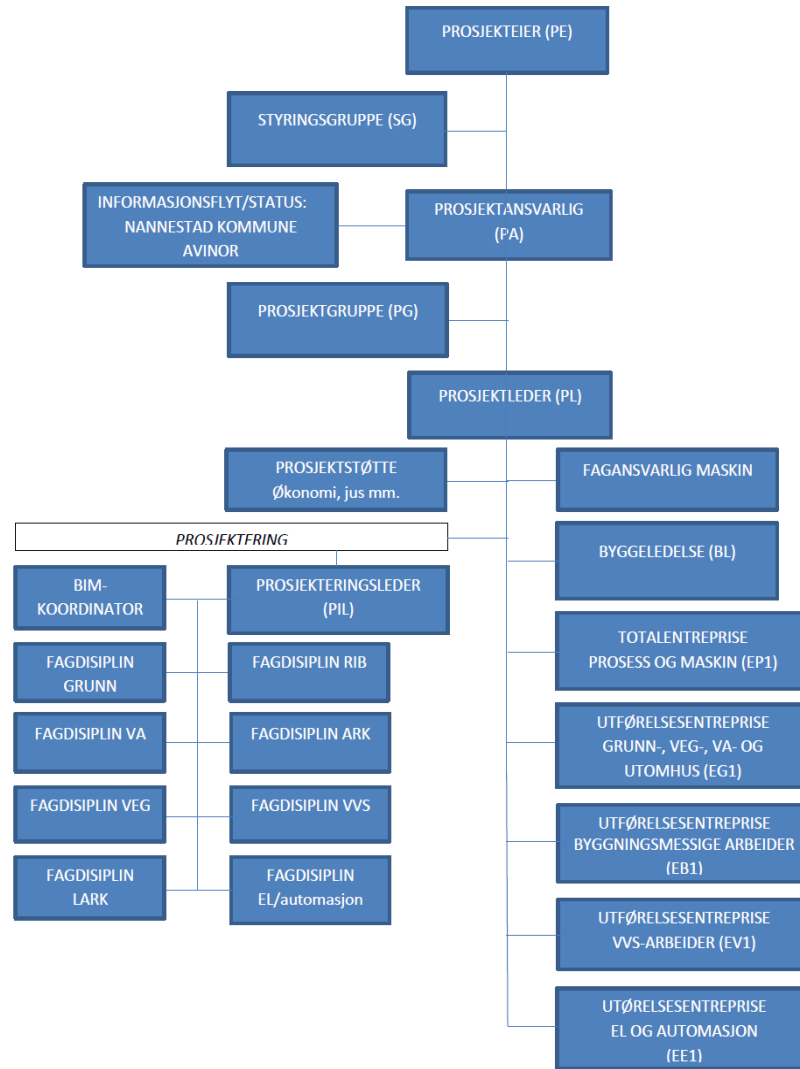 PROSJEKTEIER (PE)
STYRINGSGRUPPE (SG)
INFORMASJONSFLYT/STATUS:
NANNESTAD KOMMUNE
AVINOR
PROSJEKTANSVARLIG
(PA)
PROSJEKTGRUPPE (PG)
PROSJEKTLEDER (PL)
PROSJEKTSTØTTE
Økonomi, jus mm.
FAGANSVARLIG MASKIN
PROSJEKTERING
BYGGELEDELSE (BL)
BIM-
KOORDINATOR
PROSJEKTERINGSLEDER
(PIL)
TOTALENTREPRISE
PROSESS OG MASKIN (EP1)
FAGDISIPLIN
GRUNN
FAGDISIPLIN RIB
FAGDISIPLIN VA
FAGDISIPLIN ARK
UTFØRELSESENTREPRISE
GRUNN-, VEG-, VA- OG
UTOMHUS (EG1)
FAGDISIPLIN VEG
FAGDISIPLIN VVS
UTFØRELSESENTREPRISE
BYGGNINGSMESSIGE ARBEIDER
(EB1)
FAGDISIPLIN
LARK
FAGDISIPLIN
EL/automasjon
UTFØRELSESENTREPRISE
VVS-ARBEIDER (EV1)
UTØRELSESENTREPRISE
EL OG AUTOMASJON
(EE1)